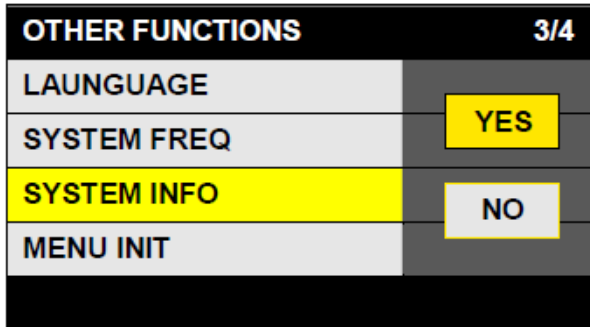 OTHER FUNCTIONS 3/4
LAUNGUAGE
YES
SYSTEM FREQ
SYSTEM INFO
NO
MENU INIT